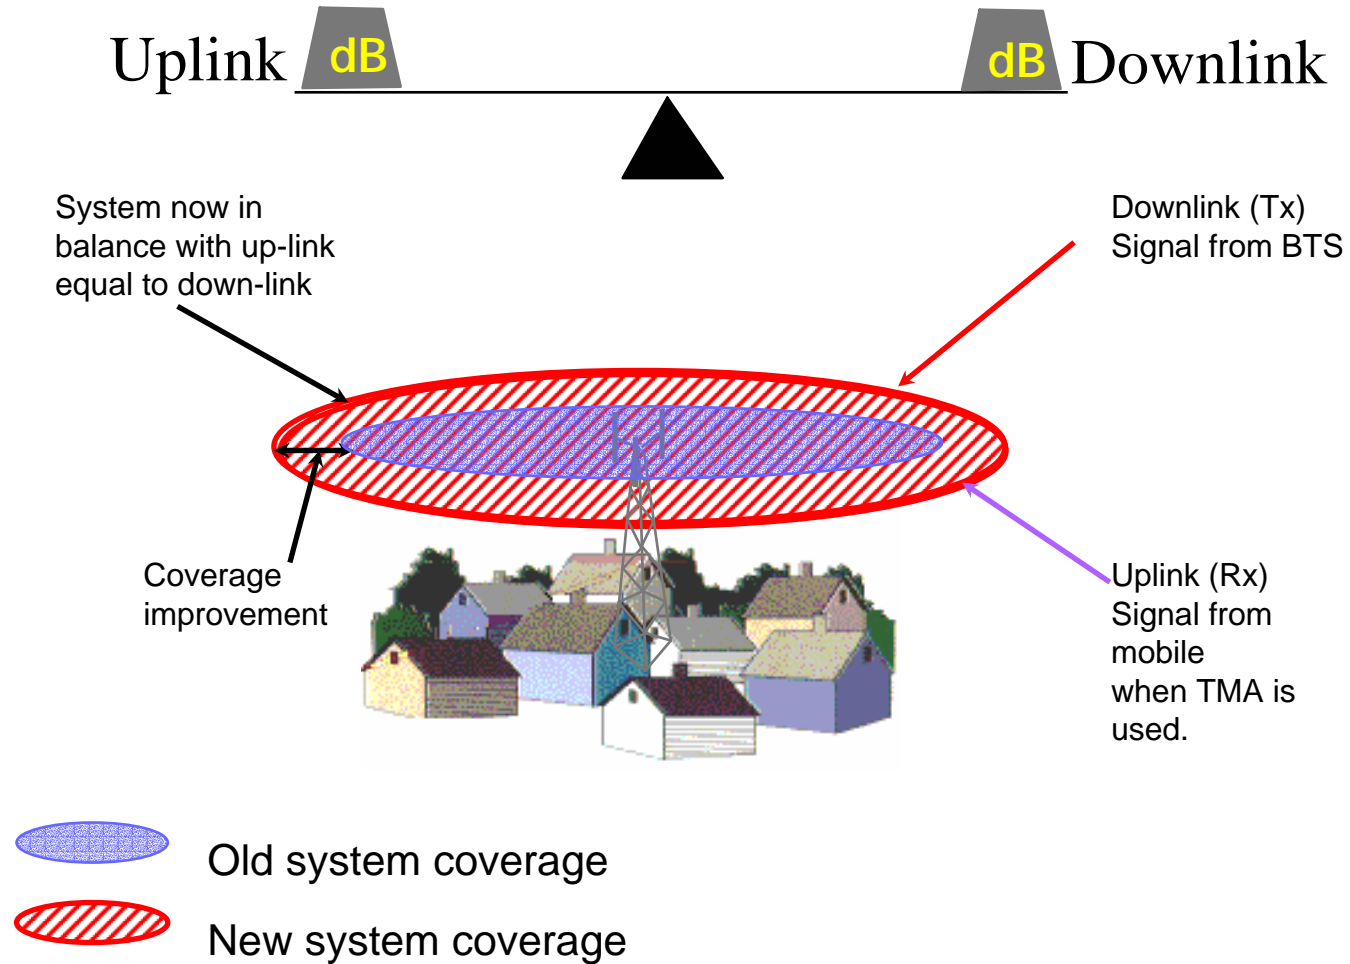 Uplink dB dB Downlink
System now in
balance with up-link
equal to down-link
Downlink (Tx)
Signal from BTS
Coverage
improvement
Uplink (Rx)
Signal from
mobile
when TMA is
used.
Old system coverage
New system coverage